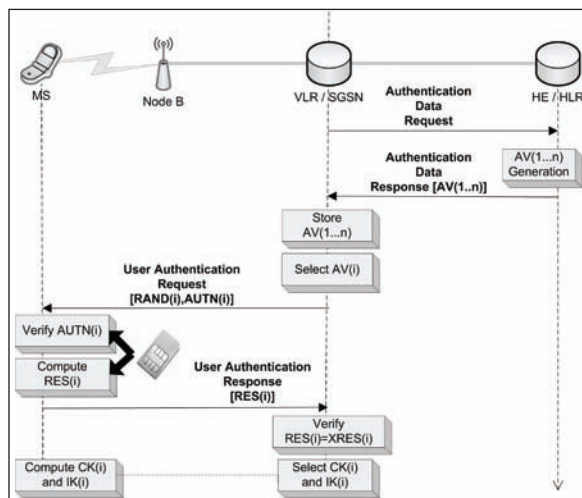 MS
Node B
VLR / SGSN
HE / HLR
Authentication
Data
Request
AV(1...n)
Generation
Authentication
Data
Response [AV(1..n)]
Store
AV(1...n)
Select AV(i)
User Authentication
Request
[RAND(i),AUTN(i)]
Verify AUTN(i)
Compute
RES(i)
User Authentication
Response
[RES(i)]
Verify
RES(i)=XRES(i)
Compute CK(i)
and IK(i)
Select CK(i)
and IK(i)